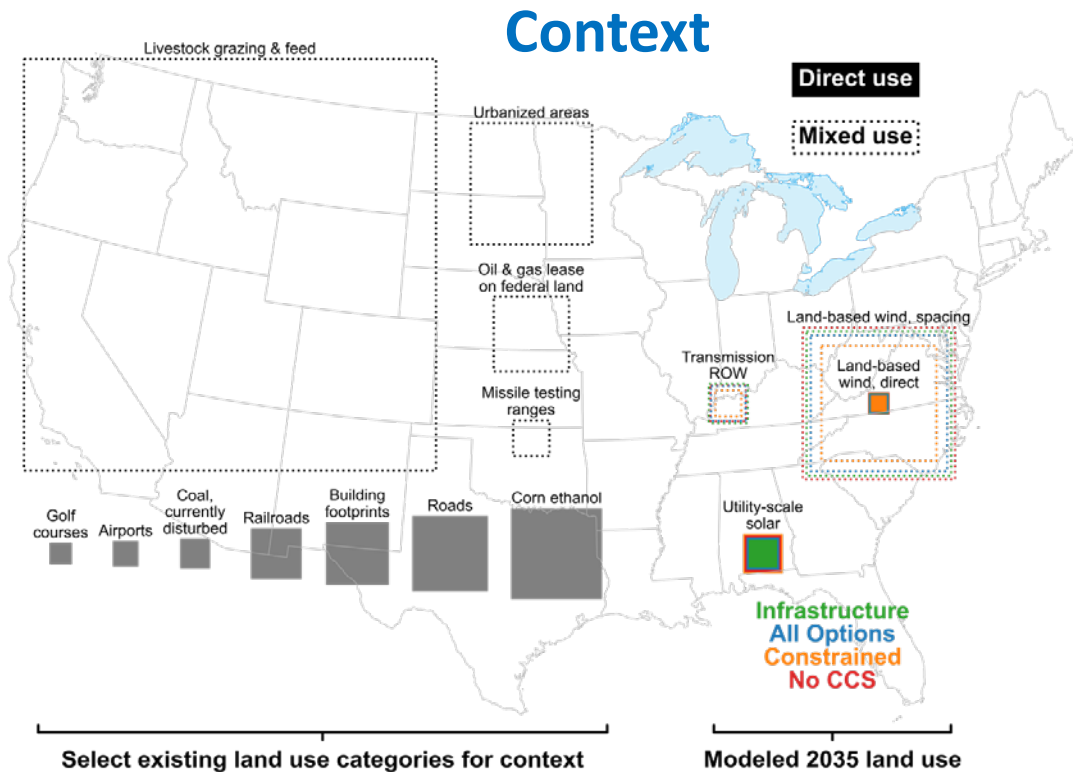 Context
Livestock grazing & feed
Direct use
Urbanized areas
Mixed use
Oil & gas lease
on federal land
Land-based wind, spacing
Transmission
ROW
Land-based
wind, direct
Missile testing
ranges
Golf
courses
Airports
Coal,
currently
disturbed
Railroads
Building
footprints
Roads
Corn ethanol
Utility-scale
solar
Infrastructure
All Options
Constrained
No CCS
Select existing land use categories for context
Modeled 2035 land use